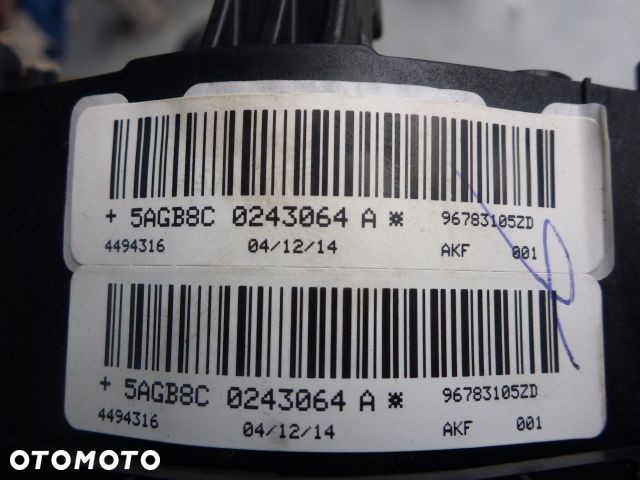 + 5AGB8C 0243064 A ⁕ 96783105ZD
4494316 04/12/14 AKF 001
+ 5AGB8C 0243064 A ⁕ 96783105ZD
4494316 04/12/14 AKF 001
OTOMOTO